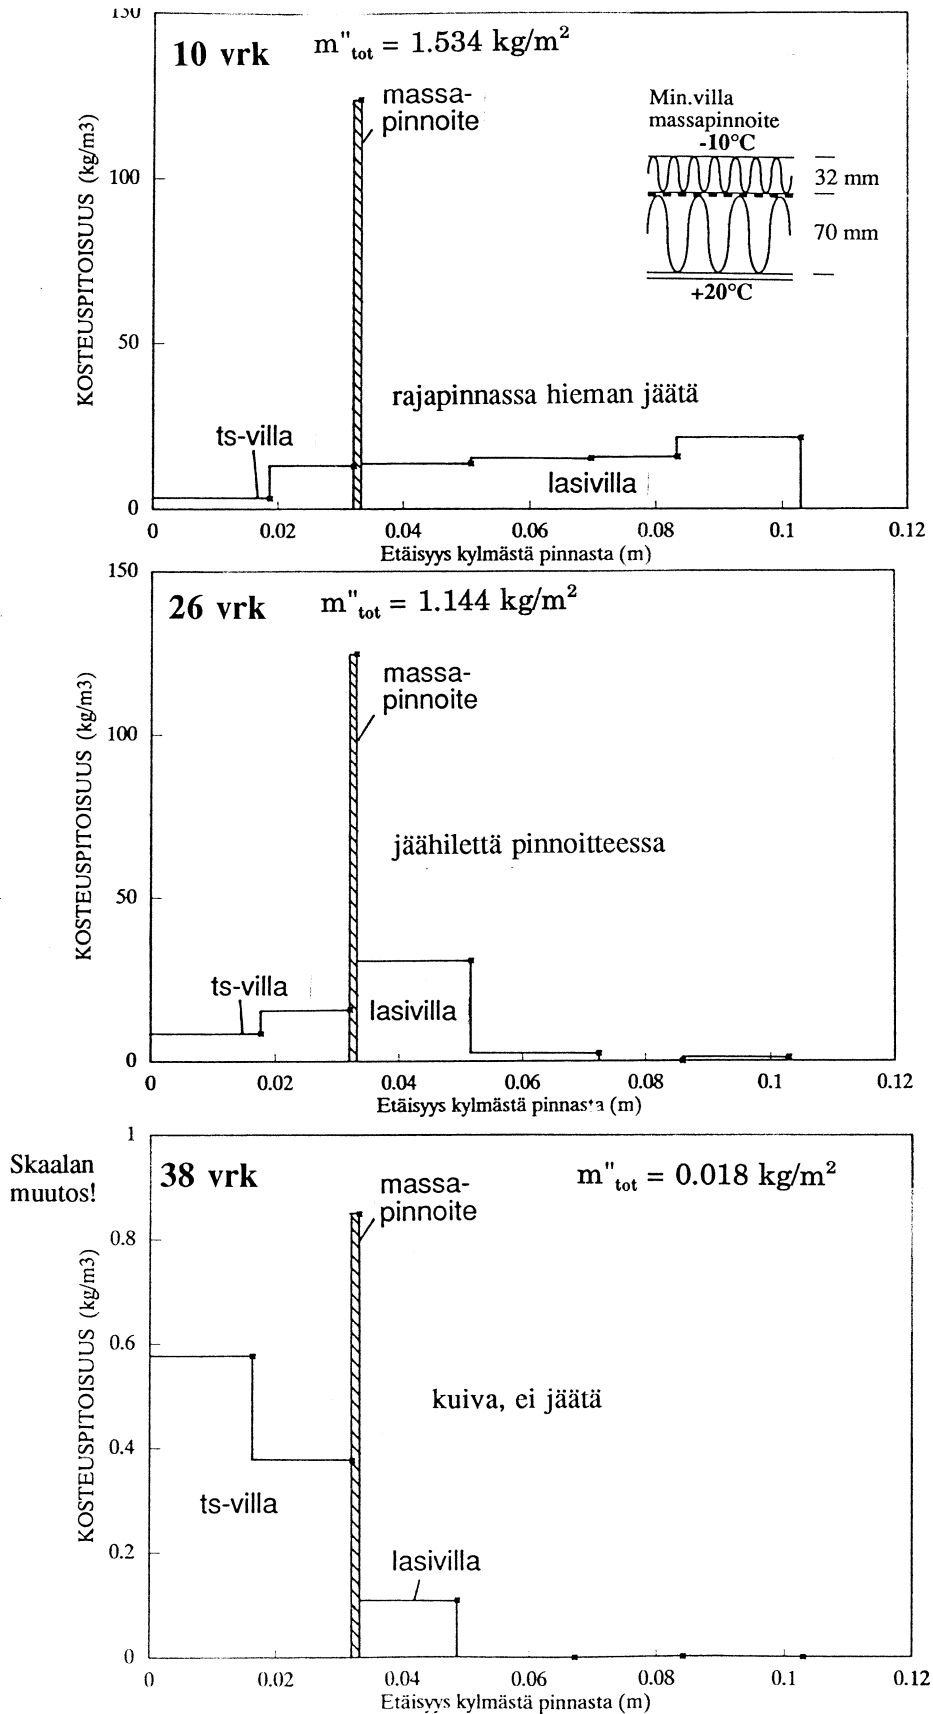 150
10 vrk
m"tot = 1.534 kg/m²
massa-
pinnoite
Min.villa
massapinnoite
-10°C
32 mm
70 mm
+20°C
KOSTEUSPITOISUUS (kg/m3)
100
50
0
rajapinnassa hieman jäätä
ts-villa
lasivilla
0 0.02 0.04 0.06 0.08 0.1 0.12
Etäisyys kylmästä pinnasta (m)
150
26 vrk
m"tot = 1.144 kg/m²
massa-
pinnoite
KOSTEUSPITOISUUS (kg/m3)
100
50
0
jäähilettä pinnoitteessa
ts-villa
lasivilla
0 0.02 0.04 0.06 0.08 0.1 0.12
Etäisyys kylmästä pinnasta (m)
Skaalan
muutos!
1
38 vrk
m"tot = 0.018 kg/m²
massa-
pinnoite
KOSTEUSPITOISUUS (kg/m3)
0.8
0.6
0.4
0.2
0
kuiva, ei jäätä
ts-villa
lasivilla
0 0.02 0.04 0.06 0.08 0.1 0.12
Etäisyys kylmästä pinnasta (m)